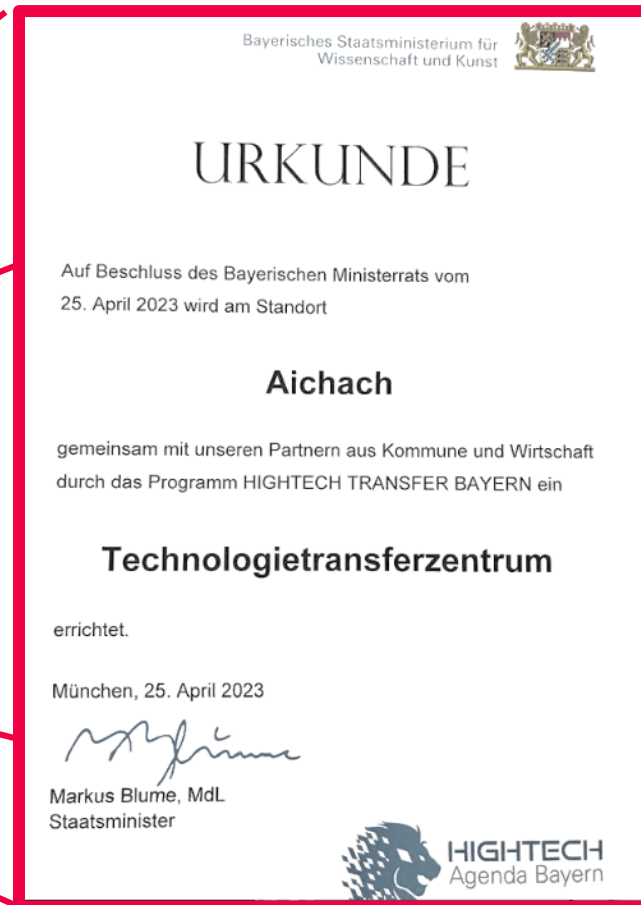 Bayerisches Staatsministerium für
Wissenschaft und Kunst
URKUNDE
Auf Beschluss des Bayerischen Ministerrats vom
25. April 2023 wird am Standort
Aichach
gemeinsam mit unseren Partnern aus Kommune und Wirtschaft
durch das Programm HIGHTECH TRANSFER BAYERN ein
Technologietransferzentrum
errichtet.
München, 25. April 2023
Markus Blume, MdL
Staatsminister
HIGHTECH
Agenda Bayern